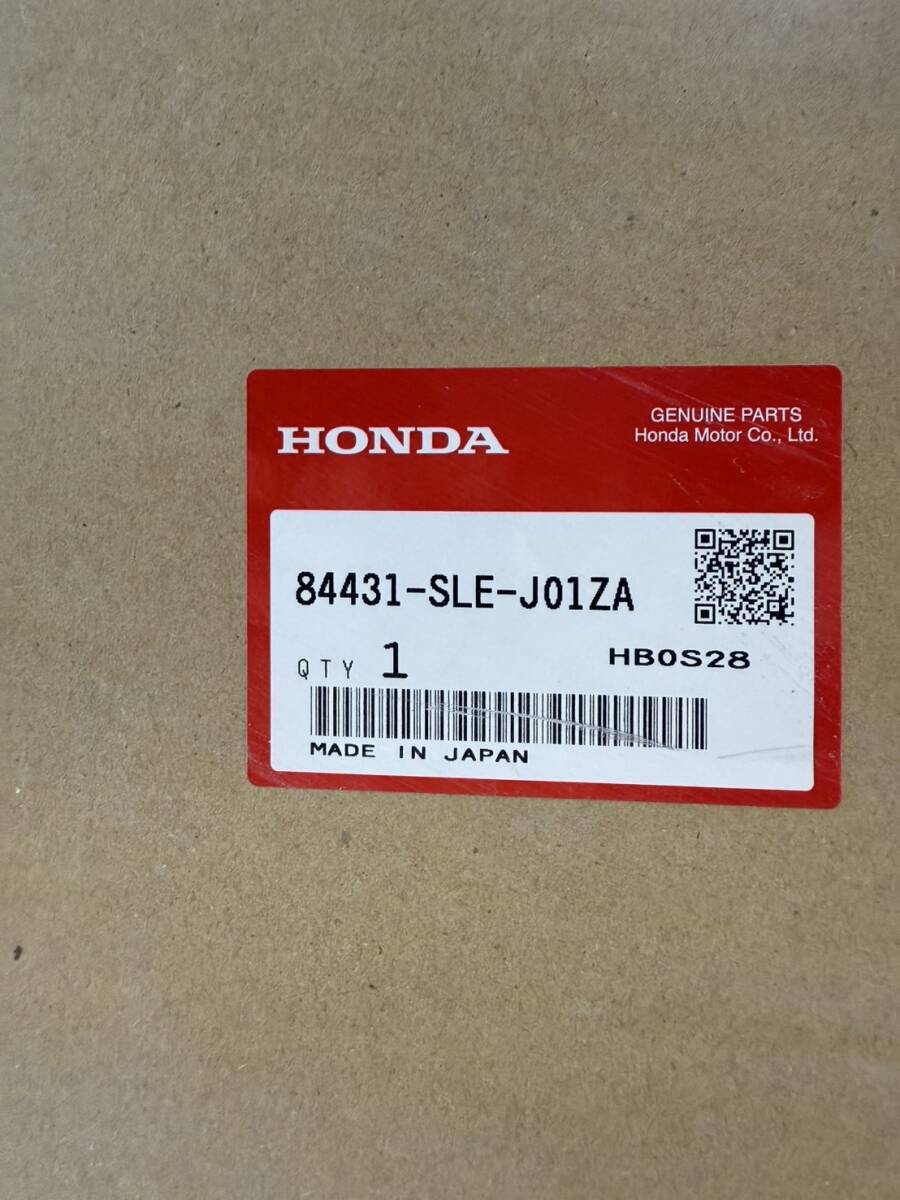 HONDA
GENUINE PARTS
Honda Motor Co., Ltd.
84431-SLE-J01ZA
QTY 1
HB0S28
MADE IN JAPAN